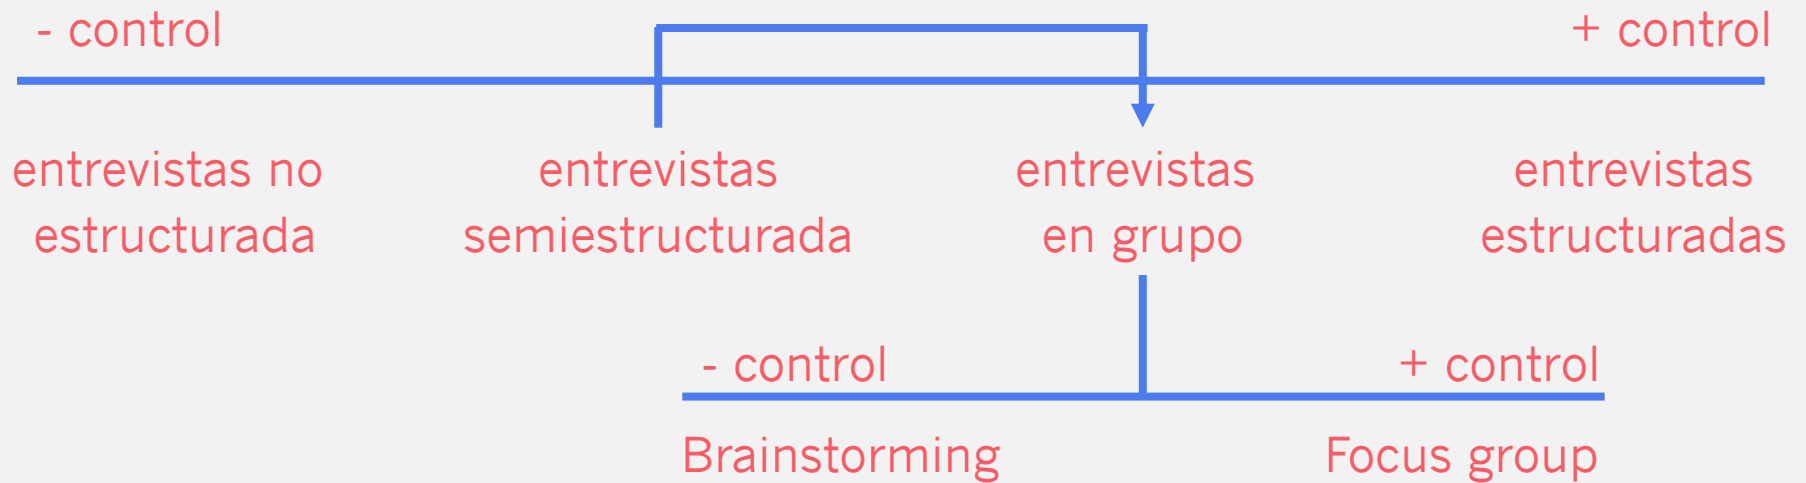 - control
+ control
entrevistas no
estructurada
entrevistas
semiestructurada
entrevistas
en grupo
entrevistas
estructuradas
- control
+ control
Brainstorming
Focus group